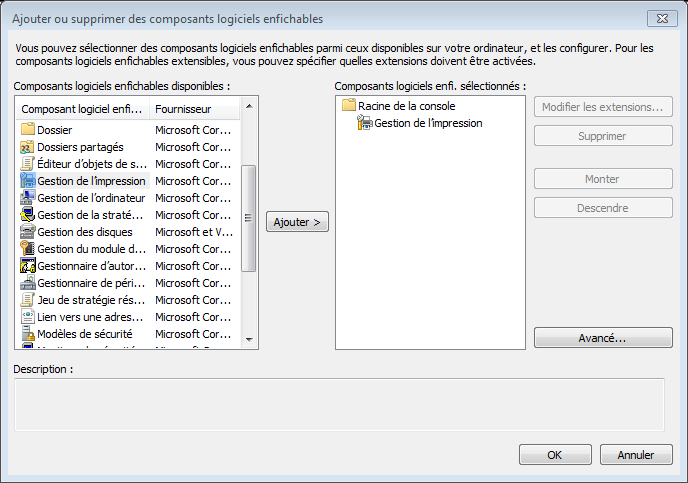 Ajouter ou supprimer des composants logiciels enfichables
Vous pouvez sélectionner des composants logiciels enfichables parmi ceux disponibles sur votre ordinateur, et les configurer. Pour les
composants logiciels enfichables extensibles, vous pouvez spécifier quelles extensions doivent être activées.
Composants logiciels enfichables disponibles :
Composant logiciel enfi... Fournisseur
Dossier Microsoft Cor...
Dossiers partagés Microsoft Cor...
Éditeur d'objets de s... Microsoft Cor...
Gestion de l'impression Microsoft Cor...
Gestion de l'ordinateur Microsoft Cor...
Gestion de la straté... Microsoft Cor...
Gestion des disques Microsoft et V...
Gestion du module d... Microsoft Cor...
Gestionnaire d'autor... Microsoft Cor...
Gestionnaire de péri... Microsoft Cor...
Jeu de stratégie rés... Microsoft Cor...
Lien vers une adres... Microsoft Cor...
Modèles de sécurité Microsoft Cor...
Ajouter >
Composants logiciels enfi. sélectionnés :
Racine de la console
Gestion de l'impression
Modifier les extensions...
Supprimer
Monter
Descendre
Avancé...
Description :
OK
Annuler